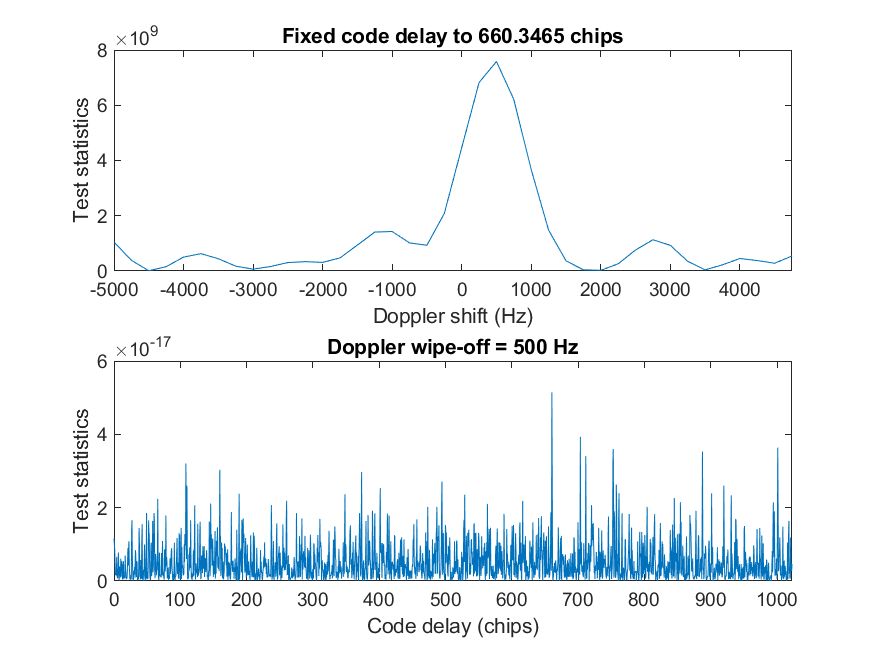 ×10^9
Fixed code delay to 660.3465 chips
8
6
4
2
0
Test statistics
-5000 -4000 -3000 -2000 -1000 0 1000 2000 3000 4000
Doppler shift (Hz)
×10^-17
Doppler wipe-off = 500 Hz
6
4
2
0
Test statistics
0 100 200 300 400 500 600 700 800 900 1000
Code delay (chips)